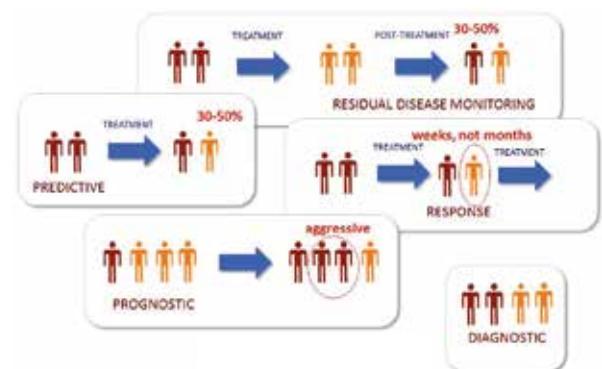 TREATMENT
POST-TREATMENT
30-50%
RESIDUAL DISEASE MONITORING
30-50%
TREATMENT
PREDICTIVE
weeks, not months
TREATMENT
TREATMENT
RESPONSE
aggressive
PROGNOSTIC
DIAGNOSTIC